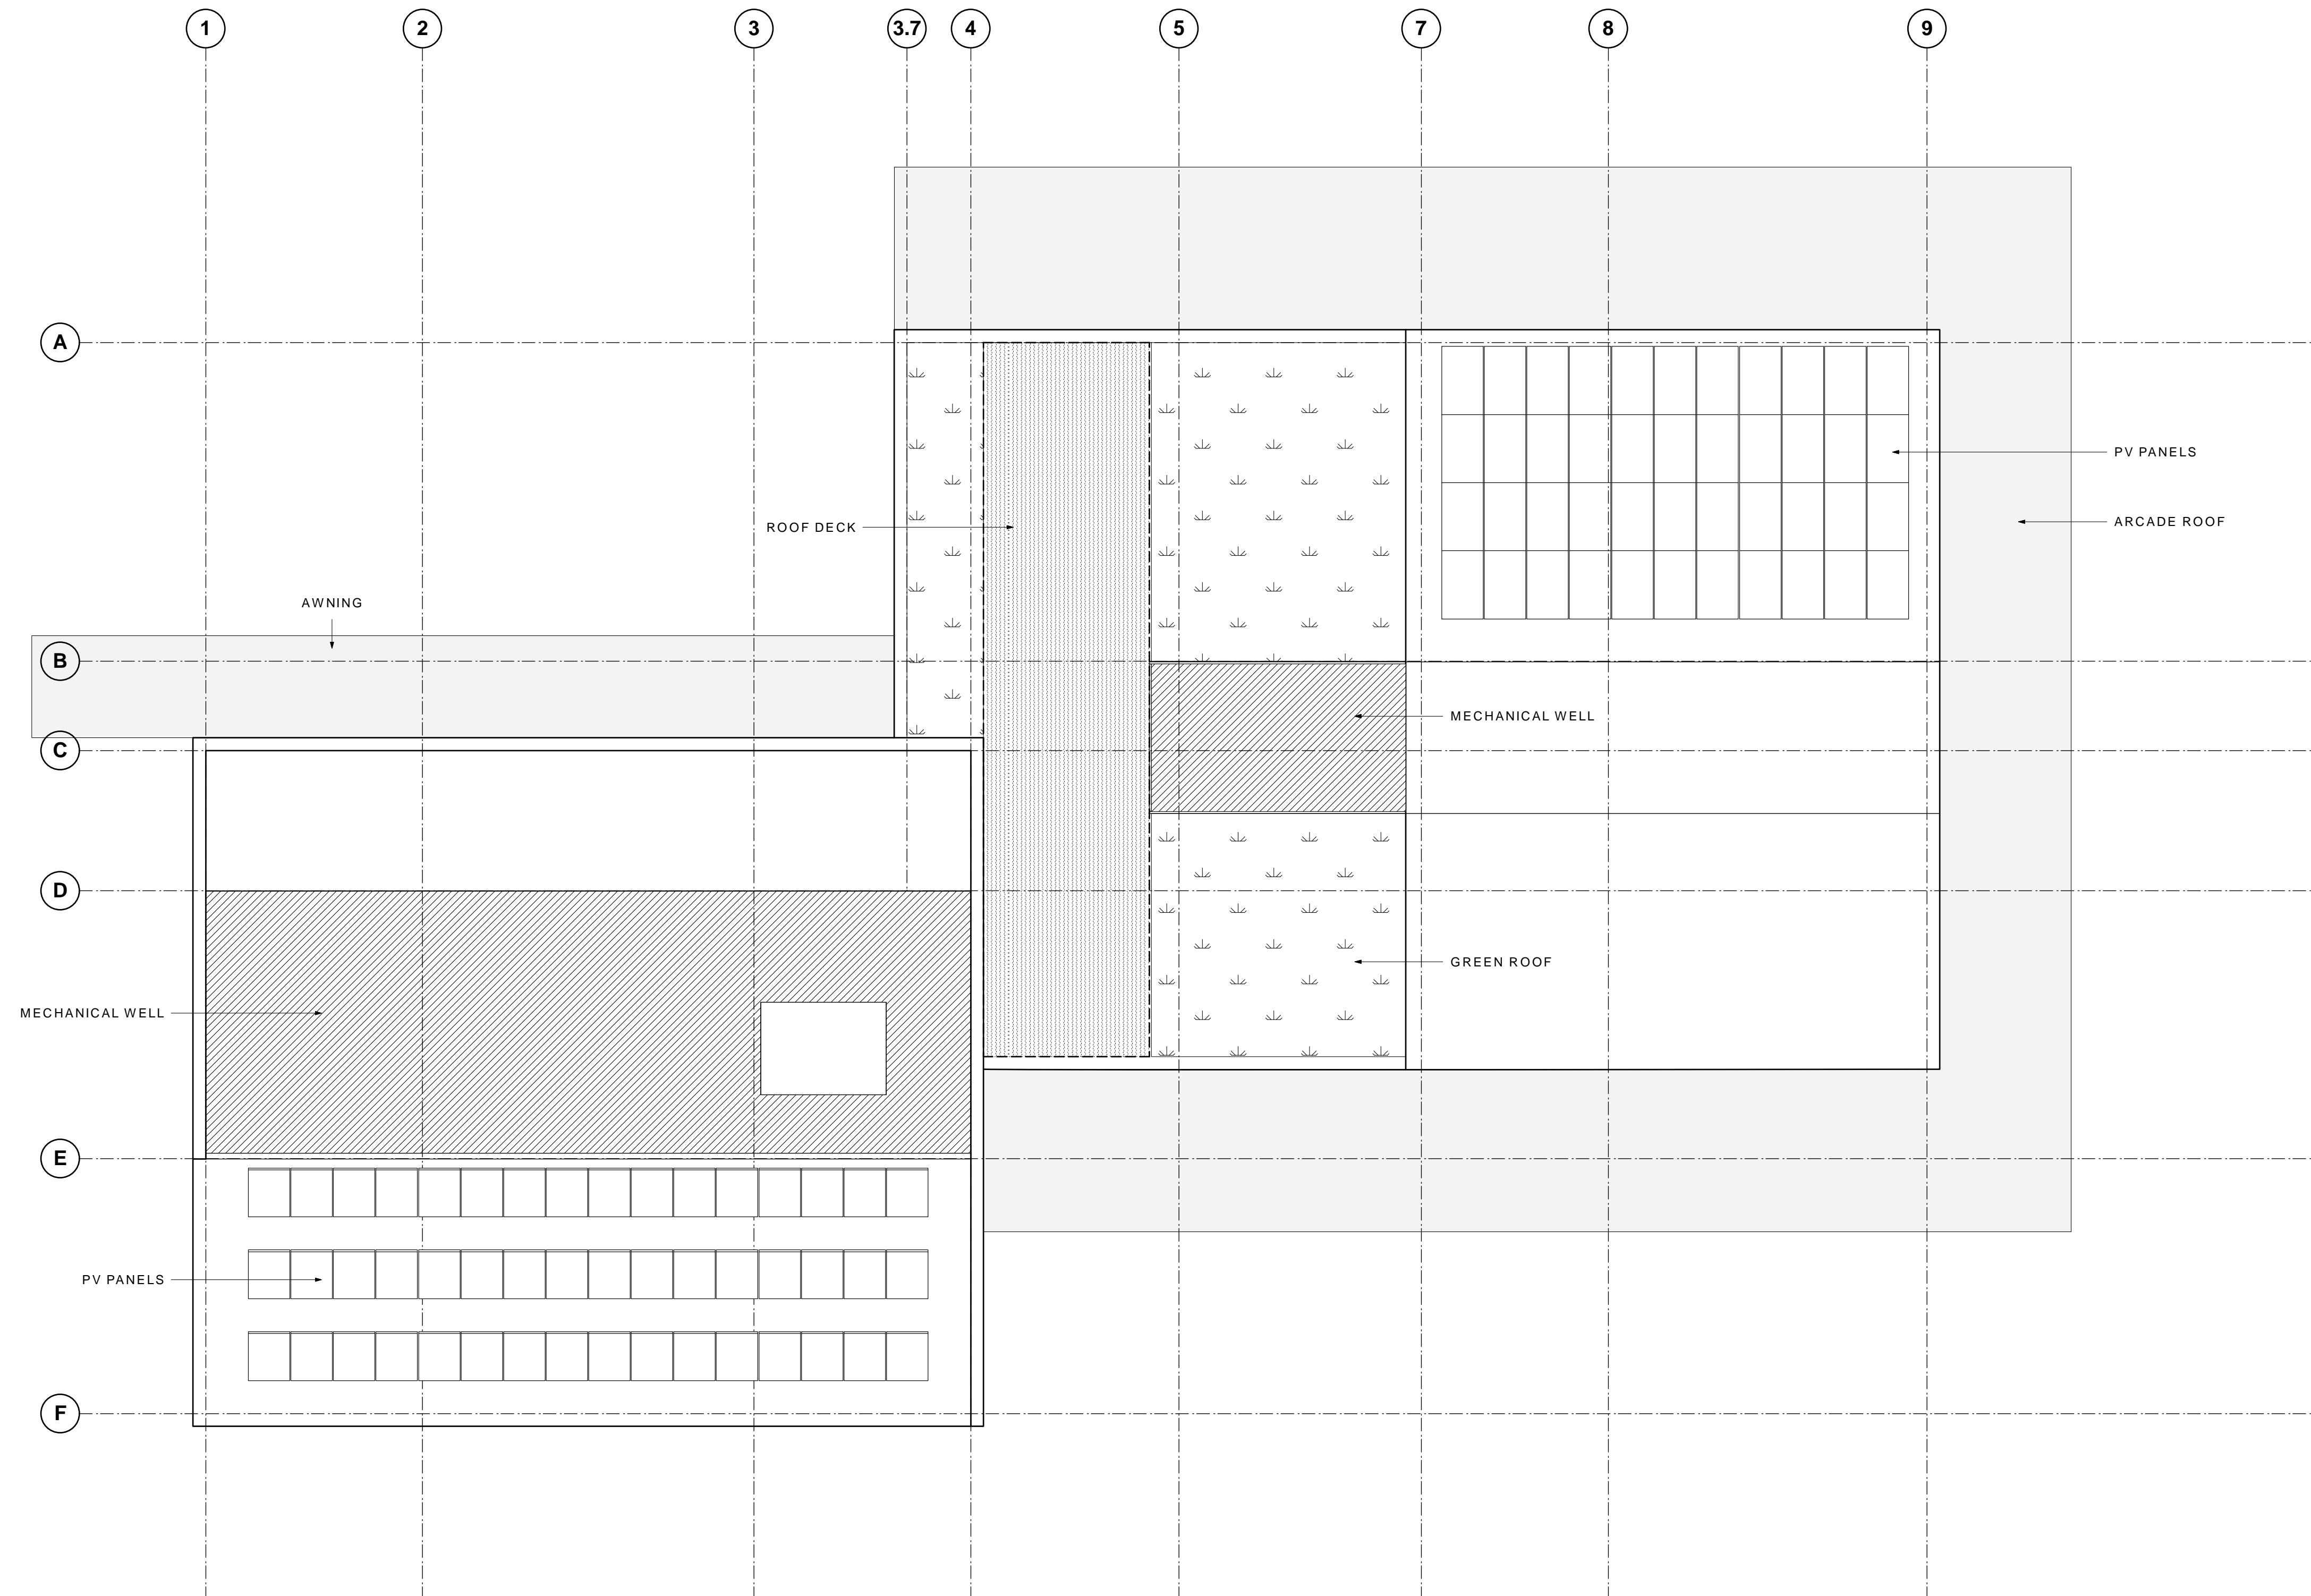 1 2 3 3.7 4 5 7 8 9
A
PV PANELS
ARCADE ROOF
ROOF DECK
AWNING
B
MECHANICAL WELL
C
D
GREEN ROOF
MECHANICAL WELL
E
PV PANELS
F